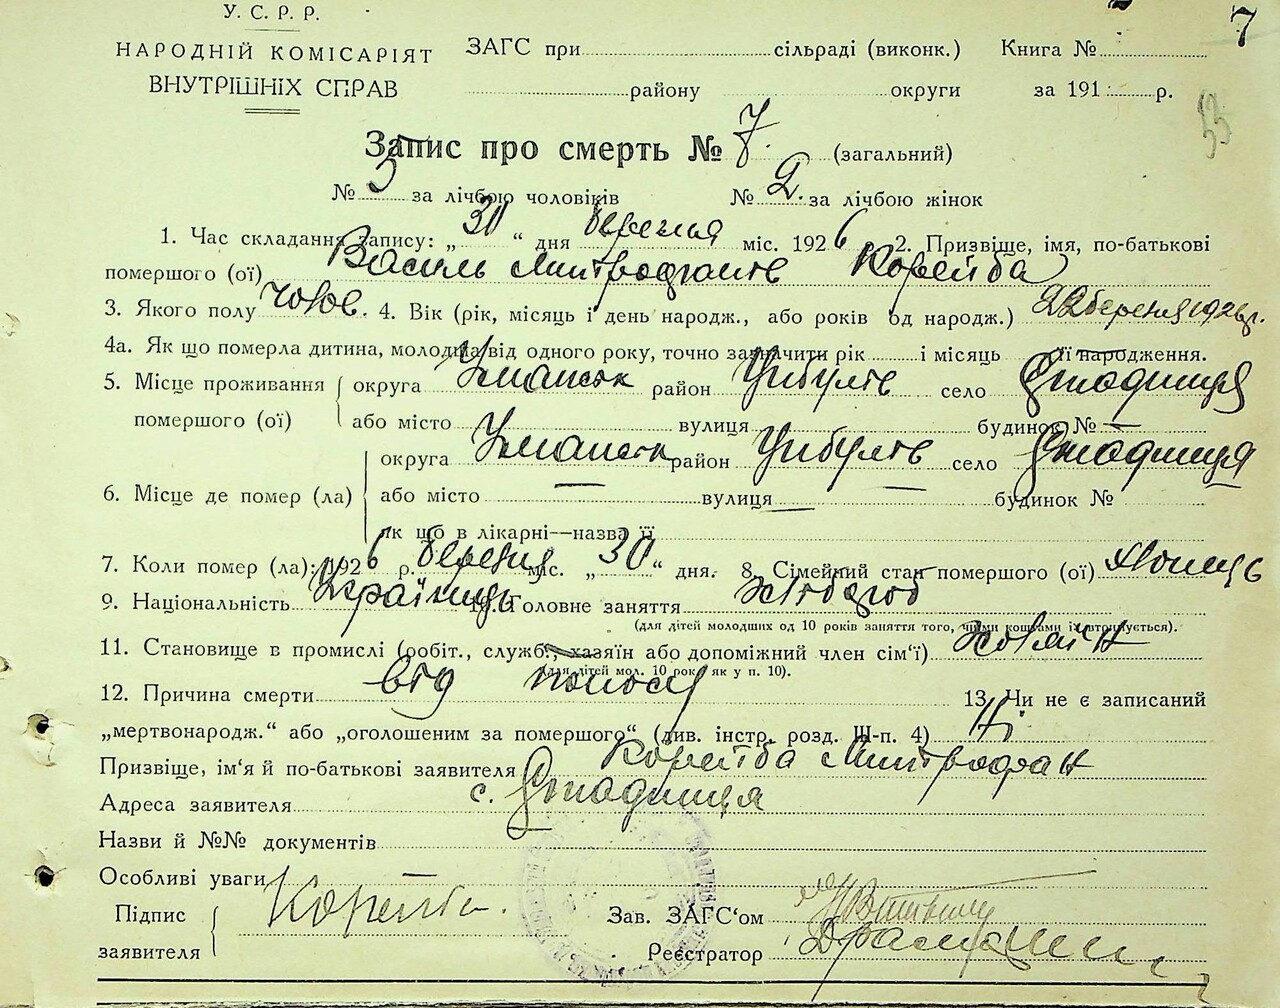 У. С. Р. Р.
7
НАРОДНІЙ КОМІСАРІЯТ
ВНУТРІШНІХ СПРАВ
ЗАГС при сільраді (виконк.) Книга №
району округи за 191 р.
33
Запис про смерть № 7. (загальний)
№ 5 за лічбою чоловіків № 2. за лічбою жінок
1. Час складання запису: „ 30 “ дня березня міс. 1926 р. 2. Призвіще, імя, по-батькові
помершого (ої) Василь Корейба
3. Якого полу чолов. 4. Вік (рік, місяць і день народж., або років од народж.) 22 березня 1926 р.
4а. Як що померла дитина, молодша від одного року, точно зазначити рік і місяць її народження.
5. Місце проживання округа Уманськ район село Стадниця
помершого (ої) або місто вулиця будинок № —
округа Уманськ район село Стадниця
6. Місце де помер (ла) або місто — вулиця — будинок № —
як що в лікарні—назва її
7. Коли помер (ла): 1926 р. березня міс. „ 30 “ дня. 8. Сімейний стан помершого (ої)
9. Національність Українець 10. Головне заняття хлібороб
(для дітей молодших од 10 років заняття того, чиїми коштами їх втримується).
11. Становище в промислі (робіт., служб., хазяїн або допоміжний член сім'ї)
(для дітей мол. 10 рок. як у п. 10).
12. Причина смерти від поносу 13. Чи не є записаний
„мертвонародж.“ або „оголошеним за помершого“ (див. інстр. розд. III-п. 4) Ні
Призвіще, ім'я й по-батькові заявителя Корейба Митрофан
Адреса заявителя с. Стадниця
Назви й №№ документів
Особливі уваги
Підпис Корейба. Зав. ЗАГС'ом
заявителя Реєстратор